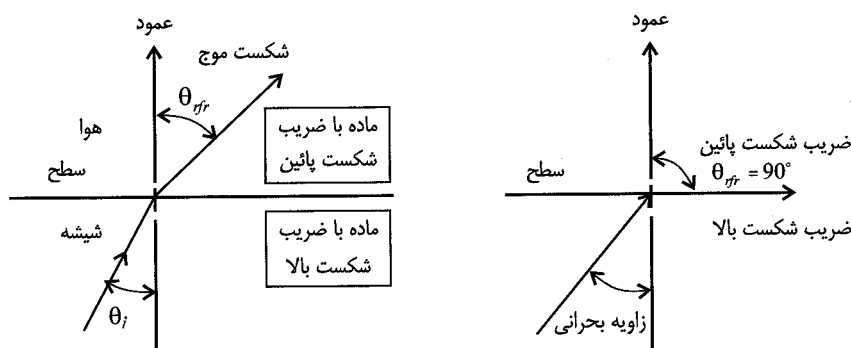 عمود
شکست موج
θrfr
هوا
سطح
ماده با ضریب
شکست پائین
شیشه
ماده با ضریب
شکست بالا
θi
عمود
ضریب شکست پائین
θrfr = 90°
سطح
ضریب شکست بالا
زاویه بحرانی